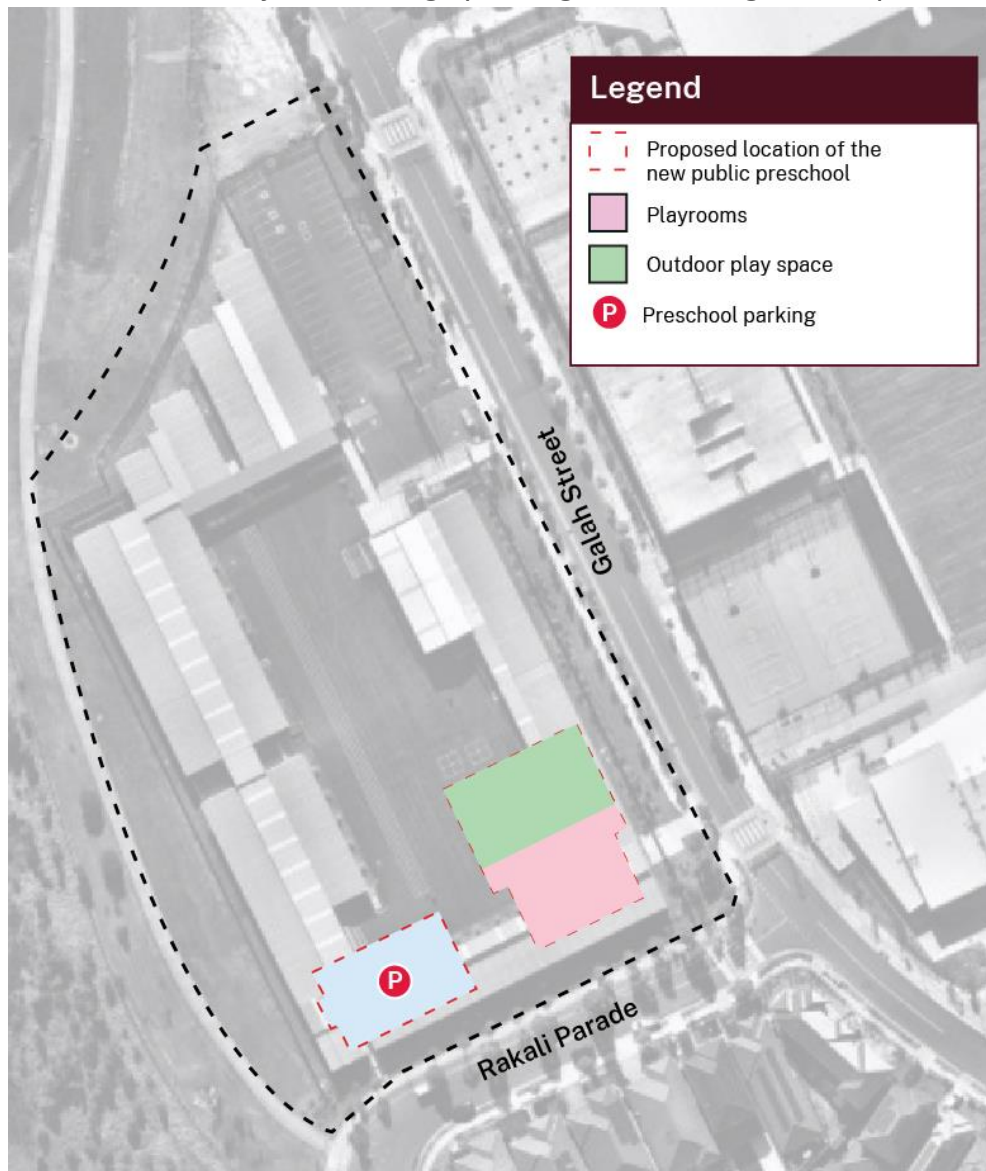 Legend
Proposed location of the
new public preschool
Playrooms
Outdoor play space
P Preschool parking
Galah Street
P
Rakali Parade